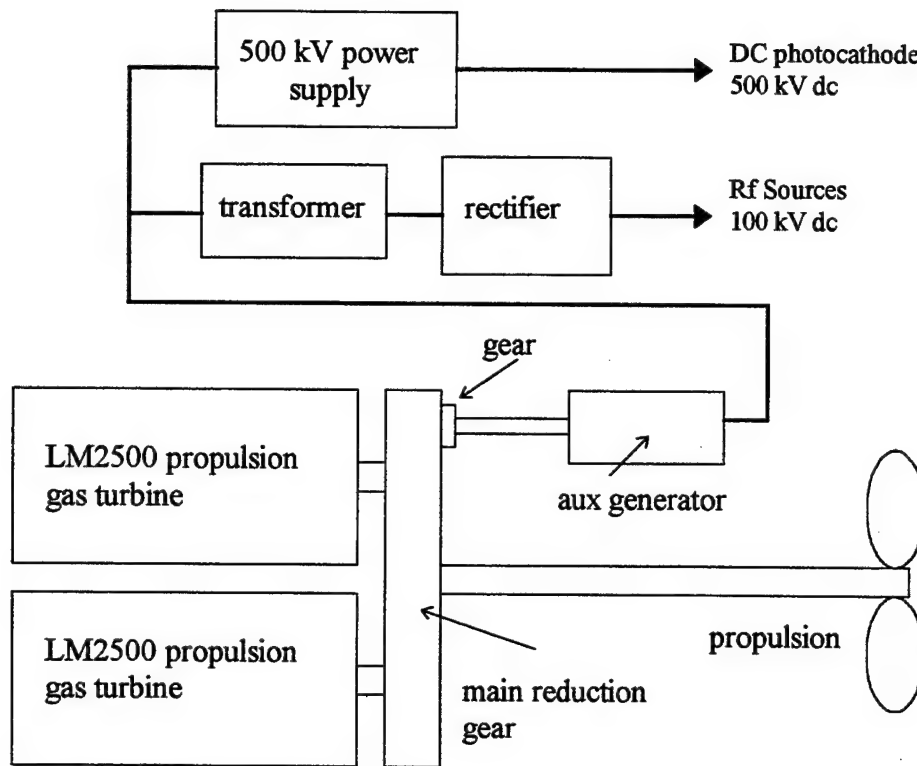 500 kV power
supply
DC photocathode
500 kV dc
transformer
rectifier
Rf Sources
100 kV dc
gear
LM2500 propulsion
gas turbine
aux generator
LM2500 propulsion
gas turbine
propulsion
main reduction
gear